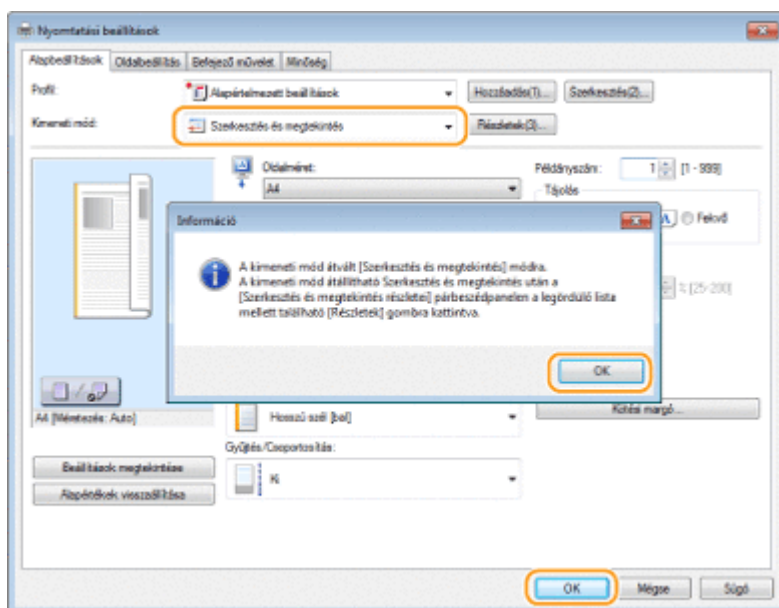 Nyomtatási beállítások
Alapbeállítások Oldalbeállítás Befejező művelet Minőség
Profil: Alapértelmezett beállítások Hozzáadás(1)... Szerkesztés(2)...
Kimeneti mód: Szerkesztés és megtekintés Részletek(3)...
Oldalméret: Példányszám: 1 [1 - 999]
A4 Tájolás
A Fekvő
Információ
A kimeneti mód átvált [Szerkesztés és megtekintés] módra.
A kimeneti mód átállítható Szerkesztés és megtekintés után a
[Szerkesztés és megtekintés részletei] párbeszédpanelen a legördülő lista
mellett található [Részletek] gombra kattintva.
% [25-200]
OK
A4 [Méretezés: Auto] Hosszú szél [bal] Kötési margó...
Gyűjtés/Csoportosítás:
Ki
Beállítások megtekintése
Alapértékek visszaállítása
OK Mégse Súgó